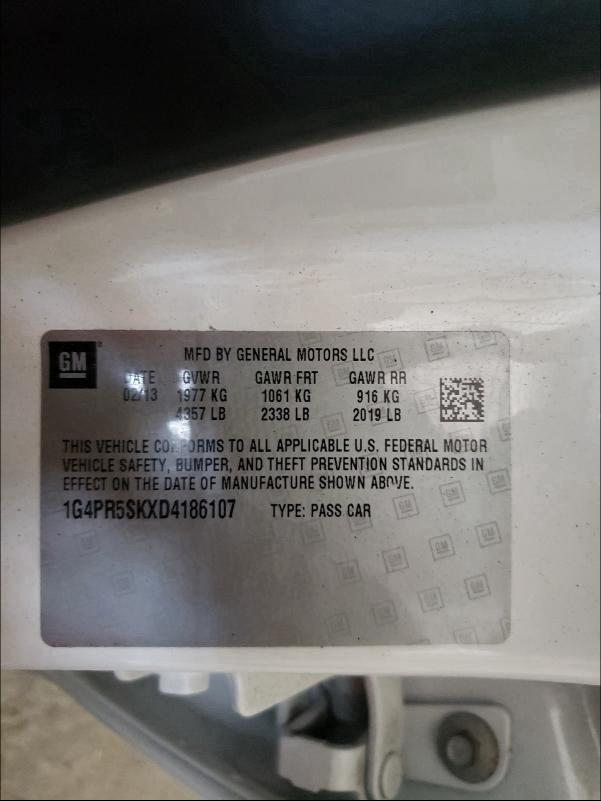 GM
MFD BY GENERAL MOTORS LLC
DATE GVWR GAWR FRT GAWR RR
02/13 1977 KG 1061 KG 916 KG
4357 LB 2338 LB 2019 LB
THIS VEHICLE CONFORMS TO ALL APPLICABLE U.S. FEDERAL MOTOR
VEHICLE SAFETY, BUMPER, AND THEFT PREVENTION STANDARDS IN
EFFECT ON THE DATE OF MANUFACTURE SHOWN ABOVE.
1G4PR5SKXD4186107 TYPE: PASS CAR